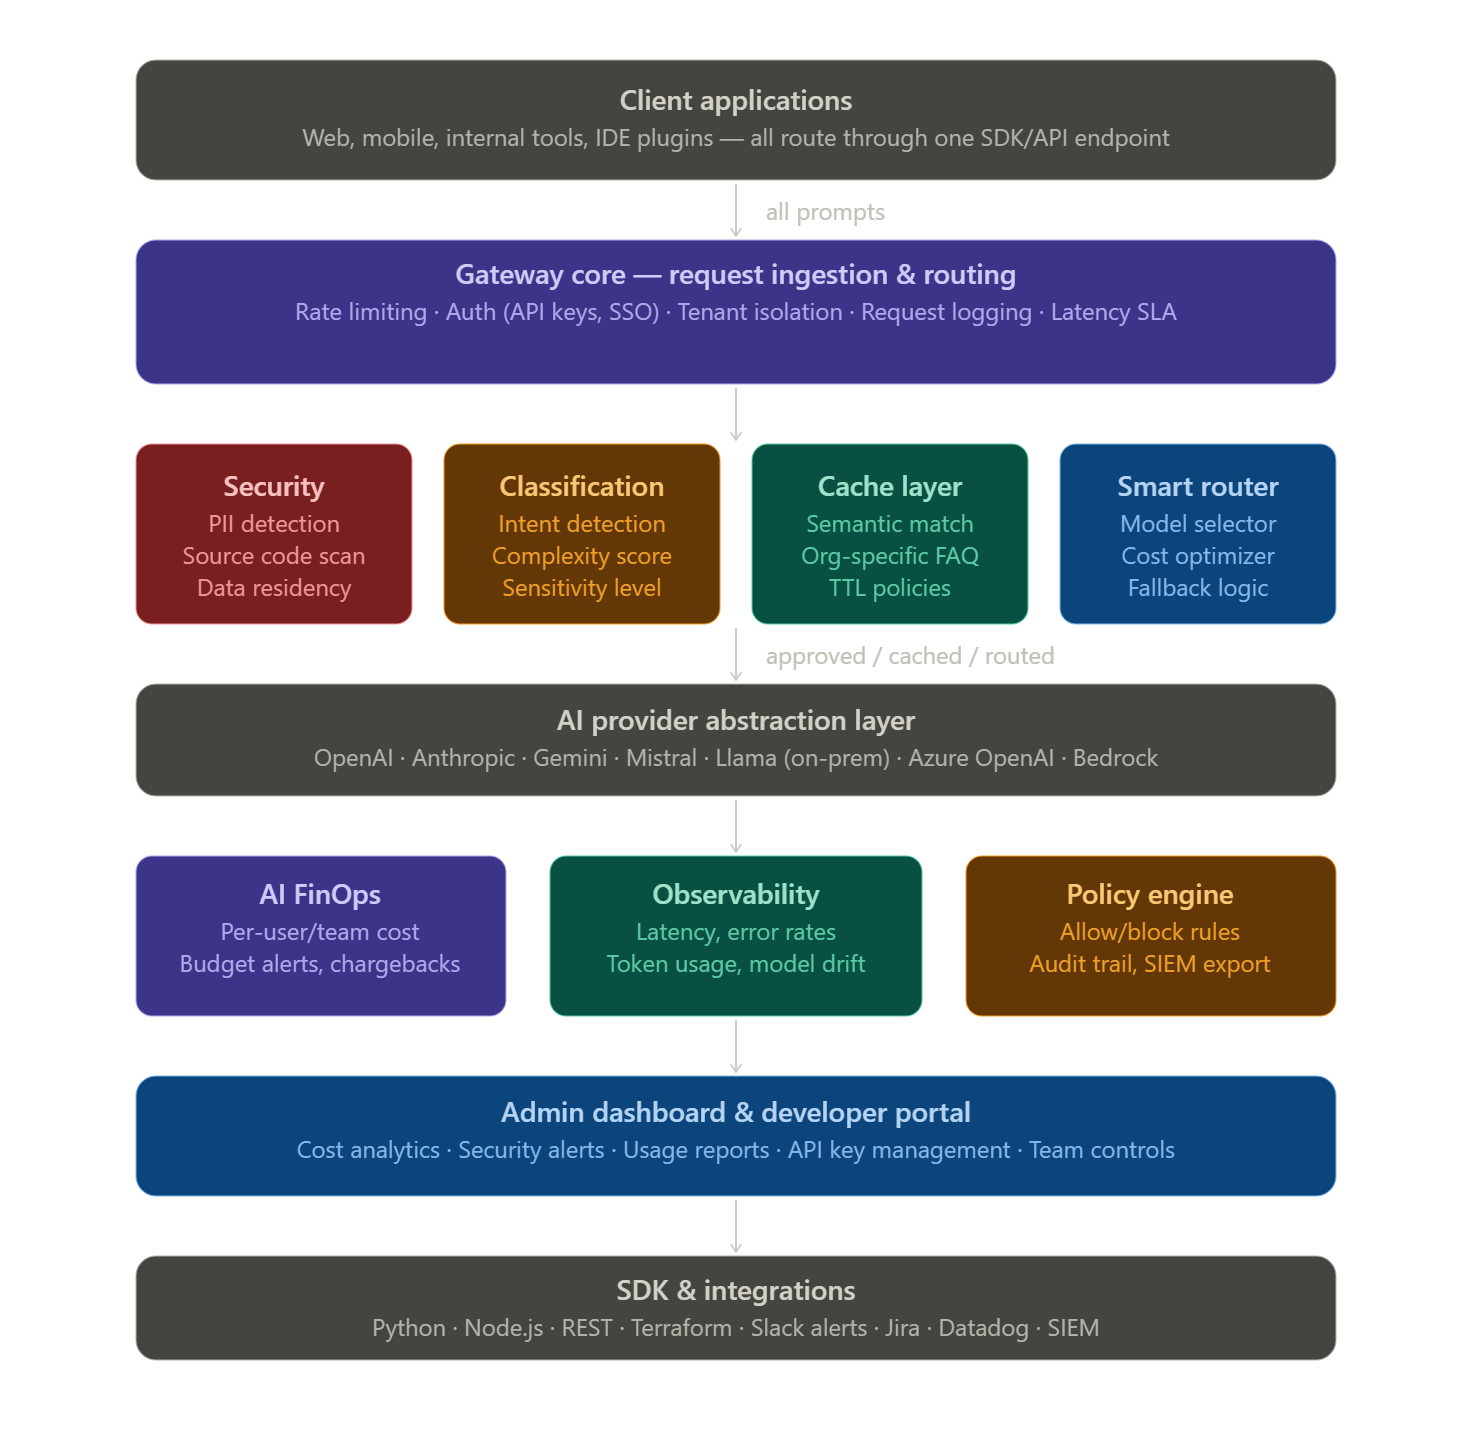 Client applications
Web, mobile, internal tools, IDE plugins — all route through one SDK/API endpoint
all prompts
Gateway core — request ingestion & routing
Rate limiting · Auth (API keys, SSO) · Tenant isolation · Request logging · Latency SLA
Security
PII detection
Source code scan
Data residency
Classification
Intent detection
Complexity score
Sensitivity level
Cache layer
Semantic match
Org-specific FAQ
TTL policies
Smart router
Model selector
Cost optimizer
Fallback logic
approved / cached / routed
AI provider abstraction layer
OpenAI · Anthropic · Gemini · Mistral · Llama (on-prem) · Azure OpenAI · Bedrock
AI FinOps
Per-user/team cost
Budget alerts, chargebacks
Observability
Latency, error rates
Token usage, model drift
Policy engine
Allow/block rules
Audit trail, SIEM export
Admin dashboard & developer portal
Cost analytics · Security alerts · Usage reports · API key management · Team controls
SDK & integrations
Python · Node.js · REST · Terraform · Slack alerts · Jira · Datadog · SIEM